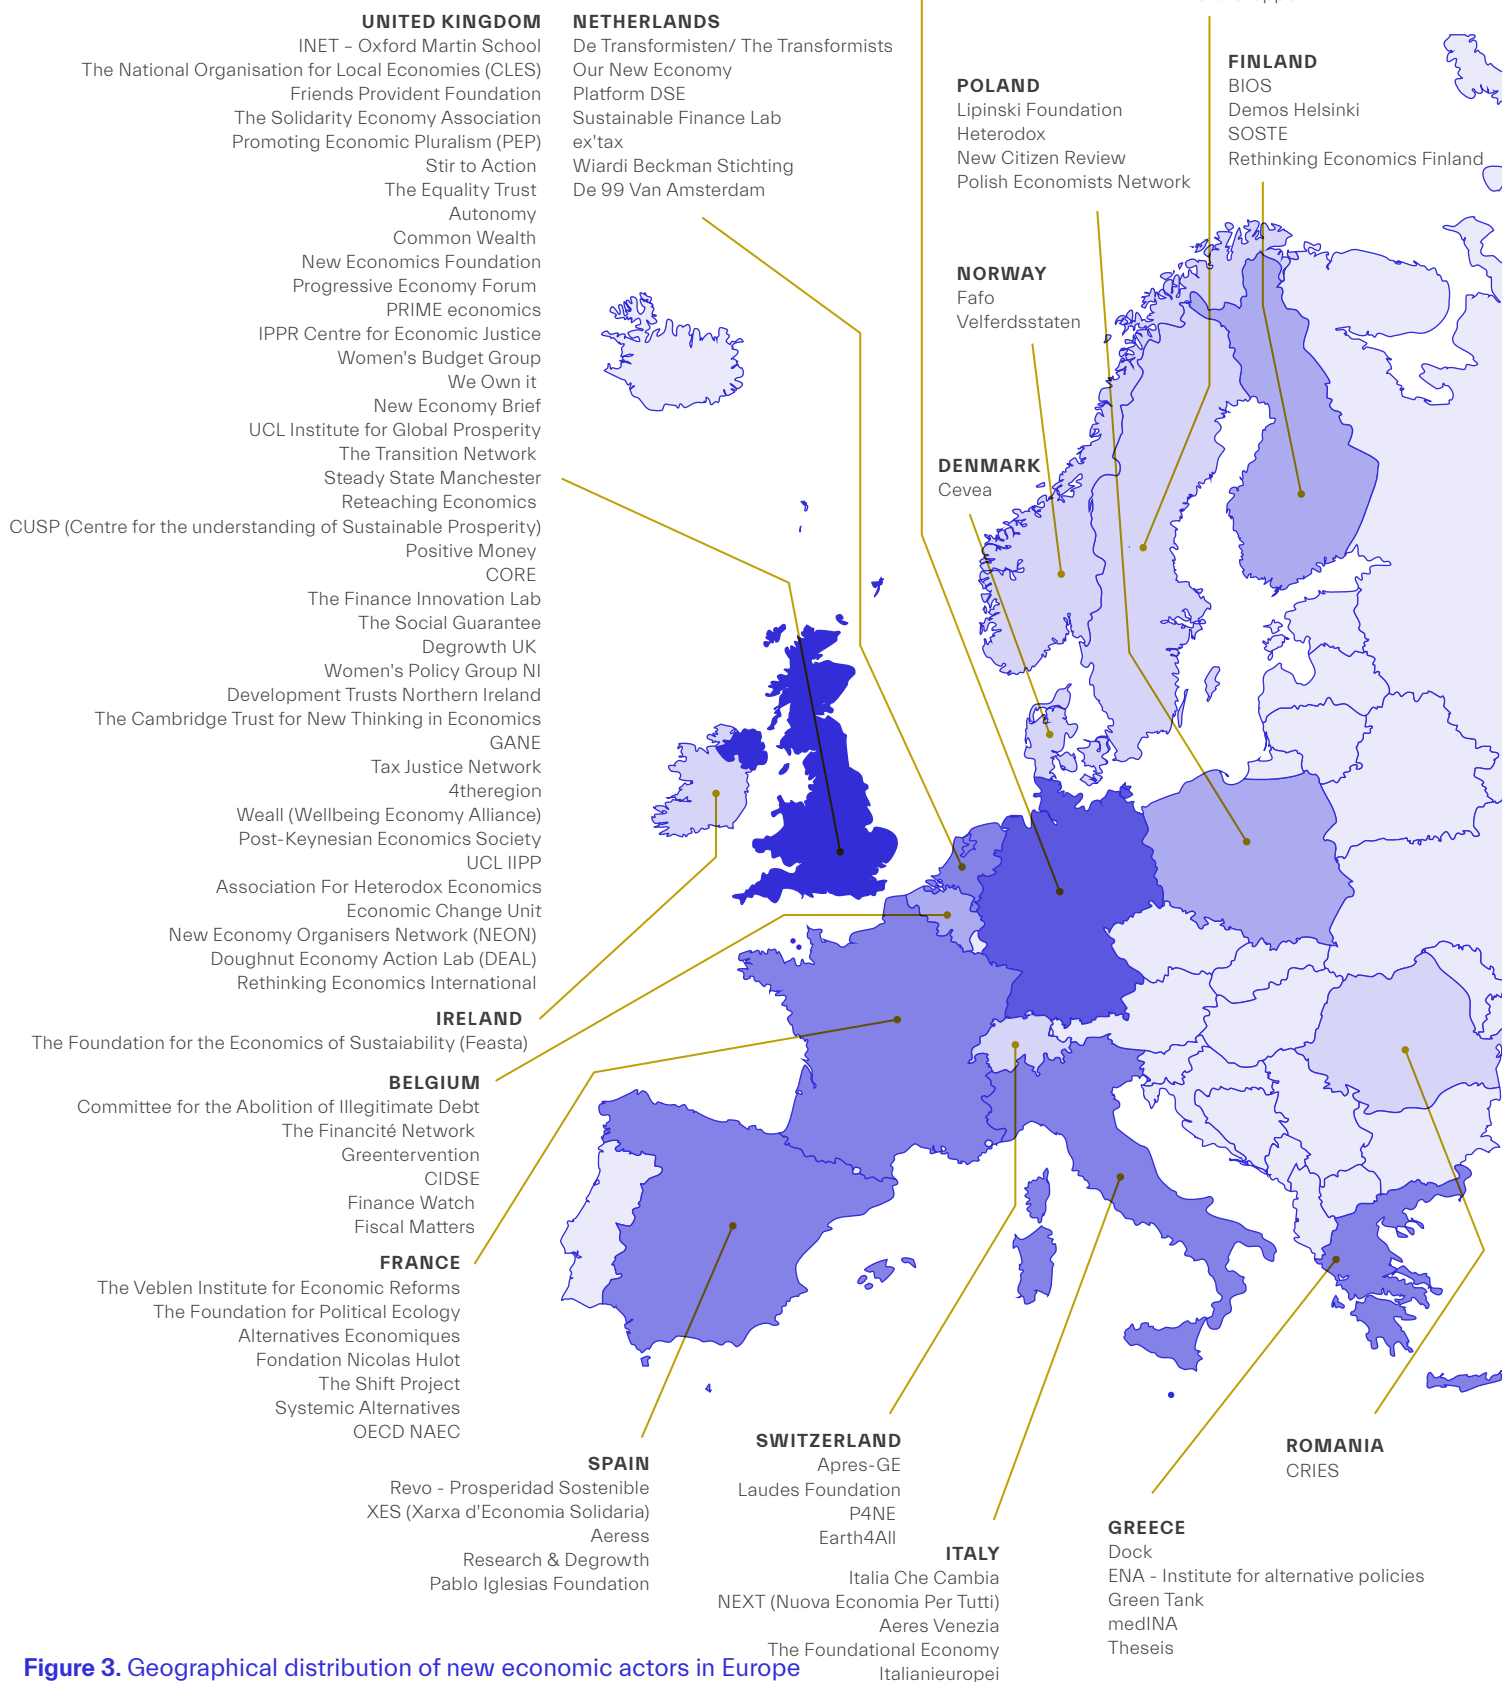 UNITED KINGDOM
INET – Oxford Martin School
The National Organisation for Local Economies (CLES)
Friends Provident Foundation
The Solidarity Economy Association
Promoting Economic Pluralism (PEP)
Stir to Action
The Equality Trust
Autonomy
Common Wealth
New Economics Foundation
Progressive Economy Forum
PRIME economics
IPPR Centre for Economic Justice
Women's Budget Group
We Own it
New Economy Brief
UCL Institute for Global Prosperity
The Transition Network
Steady State Manchester
Reteaching Economics
CUSP (Centre for the understanding of Sustainable Prosperity)
Positive Money
CORE
The Finance Innovation Lab
The Social Guarantee
Degrowth UK
Women's Policy Group NI
Development Trusts Northern Ireland
The Cambridge Trust for New Thinking in Economics
GANE
Tax Justice Network
4theregion
Weall (Wellbeing Economy Alliance)
Post-Keynesian Economics Society
UCL IIPP
Association For Heterodox Economics
Economic Change Unit
New Economy Organisers Network (NEON)
Doughnut Economy Action Lab (DEAL)
Rethinking Economics International
NETHERLANDS
De Transformisten/ The Transformists
Our New Economy
Platform DSE
Sustainable Finance Lab
ex'tax
Wiardi Beckman Stichting
De 99 Van Amsterdam
POLAND
Lipinski Foundation
Heterodox
New Citizen Review
Polish Economists Network
FINLAND
BIOS
Demos Helsinki
SOSTE
Rethinking Economics Finland
NORWAY
Fafo
Velferdsstaten
DENMARK
Cevea
IRELAND
The Foundation for the Economics of Sustaiability (Feasta)
BELGIUM
Committee for the Abolition of Illegitimate Debt
The Financité Network
Greentervention
CIDSE
Finance Watch
Fiscal Matters
FRANCE
The Veblen Institute for Economic Reforms
The Foundation for Political Ecology
Alternatives Economiques
Fondation Nicolas Hulot
The Shift Project
Systemic Alternatives
OECD NAEC
SPAIN
Revo - Prosperidad Sostenible
XES (Xarxa d'Economia Solidaria)
Aeress
Research & Degrowth
Pablo Iglesias Foundation
SWITZERLAND
Apres-GE
Laudes Foundation
P4NE
Earth4All
ITALY
Italia Che Cambia
NEXT (Nuova Economia Per Tutti)
Aeres Venezia
The Foundational Economy
Italianieuropei
ROMANIA
CRIES
GREECE
Dock
ENA - Institute for alternative policies
Green Tank
medINA
Theseis
Figure 3. Geographical distribution of new economic actors in Europe